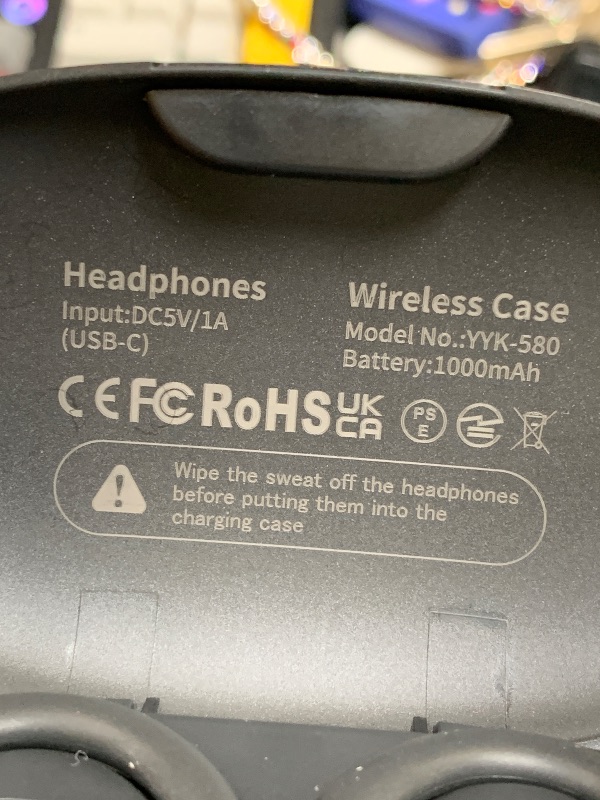 Headphones
Input:DC5V/1A
(USB-C)
Wireless Case
Model No.:YYK-580
Battery:1000mAh
CE FC RoHS UK
CA
PS
E
Wipe the sweat off the headphones
before putting them into the
charging case